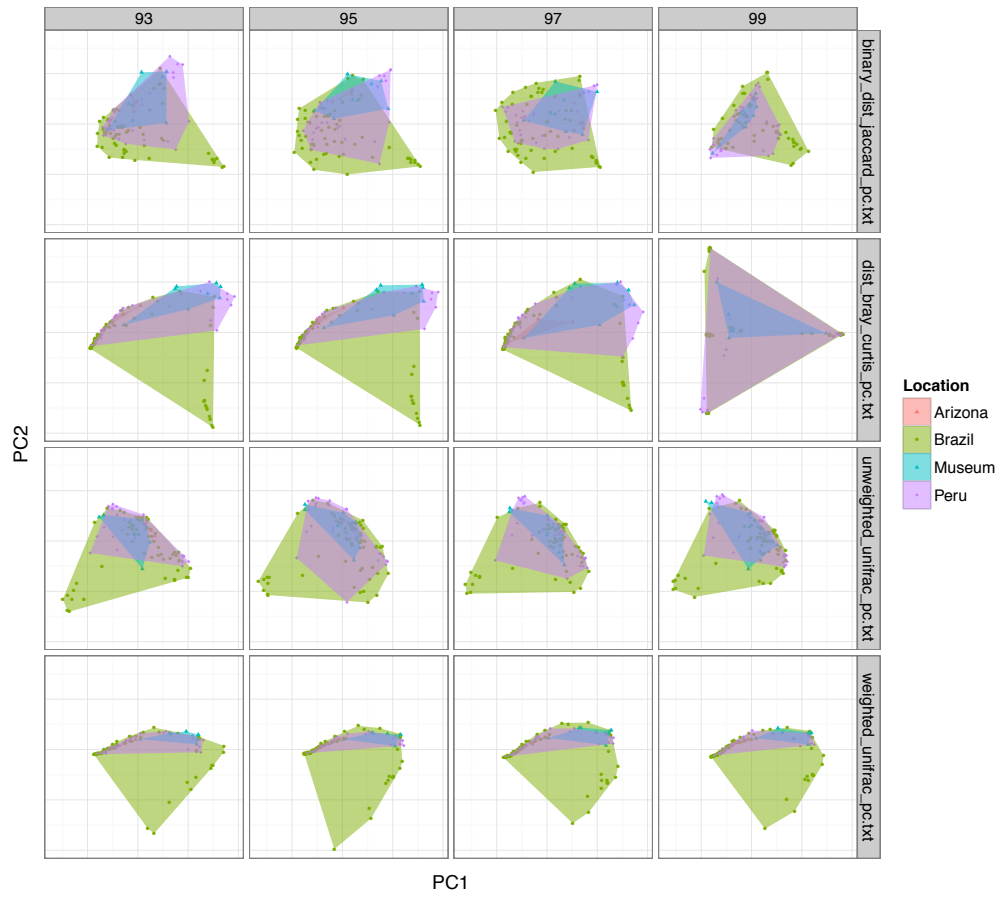 93
95
97
99
binary_dist_jaccard_pc.txt
dist_bray_curtis_pc.txt
unweighted_unifrac_pc.txt
weighted_unifrac_pc.txt
PC2
PC1
Location
Arizona
Brazil
Museum
Peru